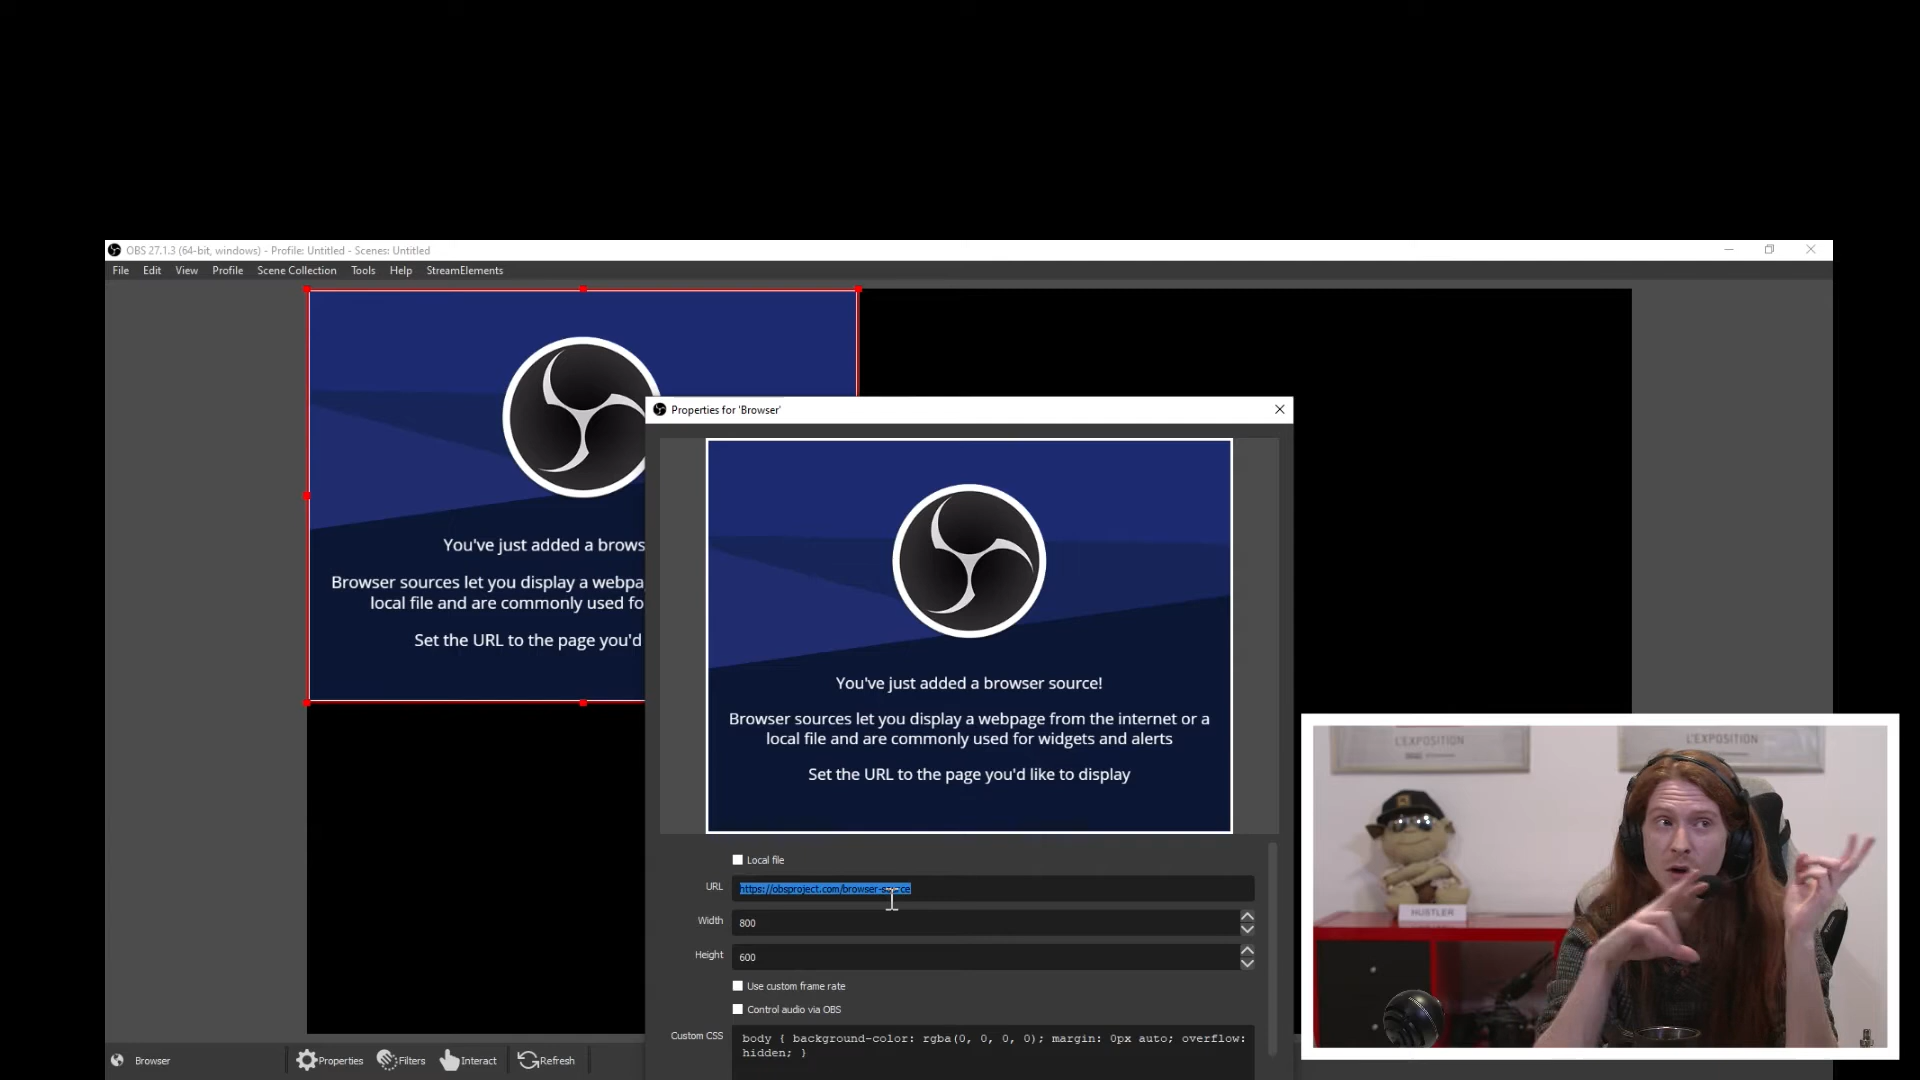 OBS 27.1.3 (64-bit, windows) - Profile: Untitled - Scenes: Untitled
File Edit View Profile Scene Collection Tools Help StreamElements
You've just added a brows
Browser sources let you display a webpa
local file and are commonly used fo
Set the URL to the page you'd
Properties for 'Browser'
You've just added a browser source!
Browser sources let you display a webpage from the internet or a
local file and are commonly used for widgets and alerts
Set the URL to the page you'd like to display
Local file
URL https://obsproject.com/browser-source
Width 800
Height 600
Use custom frame rate
Control audio via OBS
Custom CSS body { background-color: rgba(0, 0, 0, 0); margin: 0px auto; overflow:
hidden; }
Browser Properties Filters Interact Refresh
L'EXPOSITION
L'EXPOSITION
HUSTLER